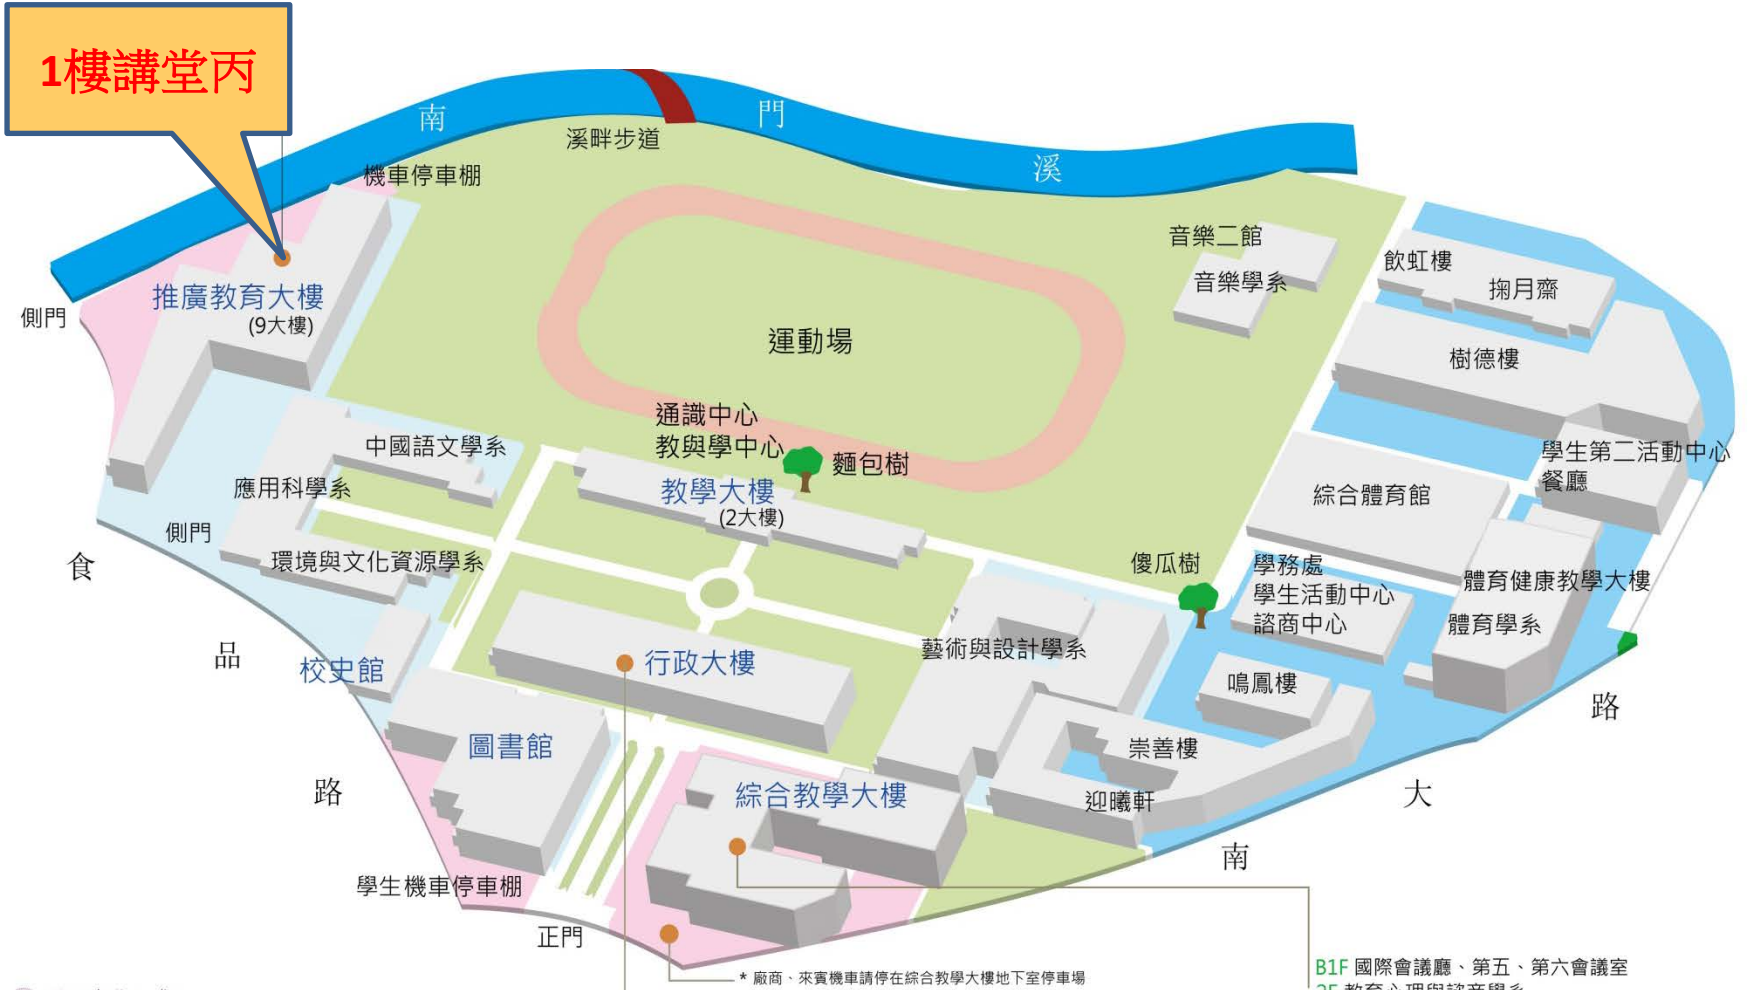 1樓講堂丙
南
門
溪
溪畔步道
機車停車棚
音樂二館
音樂學系
飲虹樓
掬月齋
推廣教育大樓
(9大樓)
側門
運動場
樹德樓
通識中心
教與學中心
麵包樹
中國語文學系
學生第二活動中心
餐廳
應用科學系
教學大樓
(2大樓)
綜合體育館
側門
環境與文化資源學系
食
傻瓜樹
學務處
學生活動中心
諮商中心
體育健康教學大樓
體育學系
品
校史館
行政大樓
藝術與設計學系
鳴鳳樓
路
圖書館
崇善樓
路
綜合教學大樓
迎曦軒
大
南
學生機車停車棚
正門
* 廠商、來賓機車請停在綜合教學大樓地下室停車場
B1F 國際會議廳、第五、第六會議室